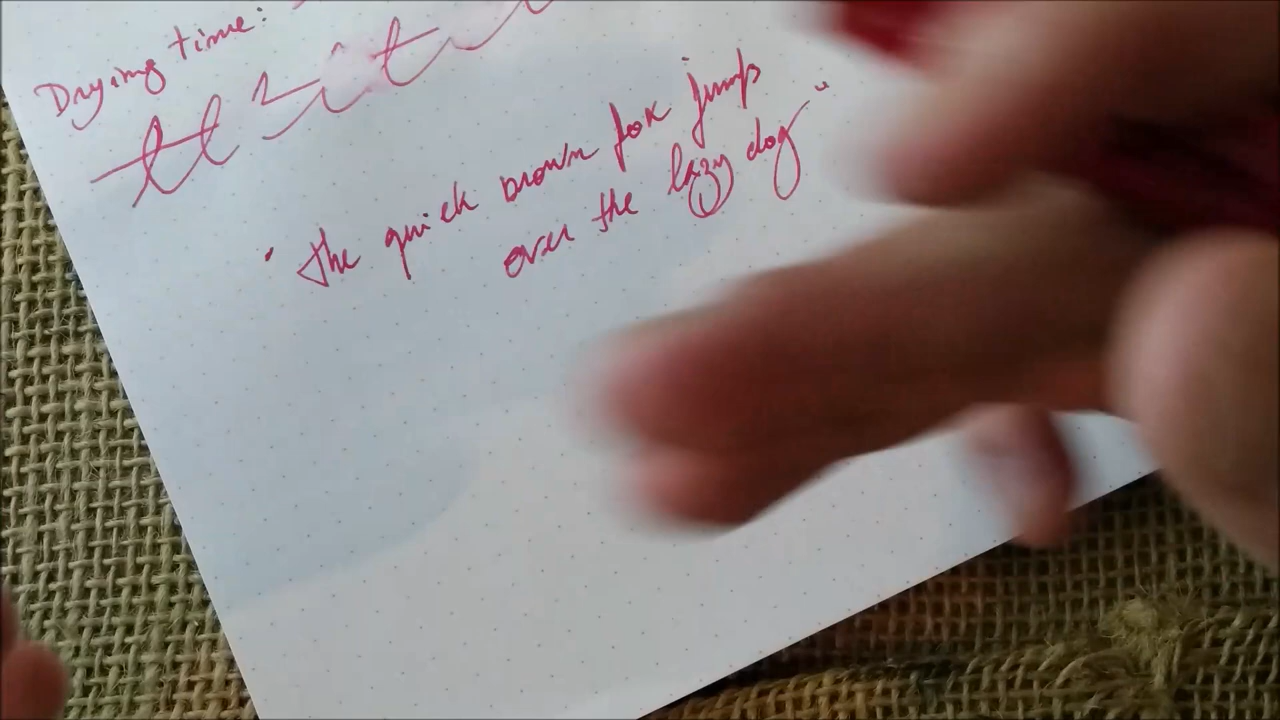 Drying time:
"the quick brown fox jumps
over the lazy dog"